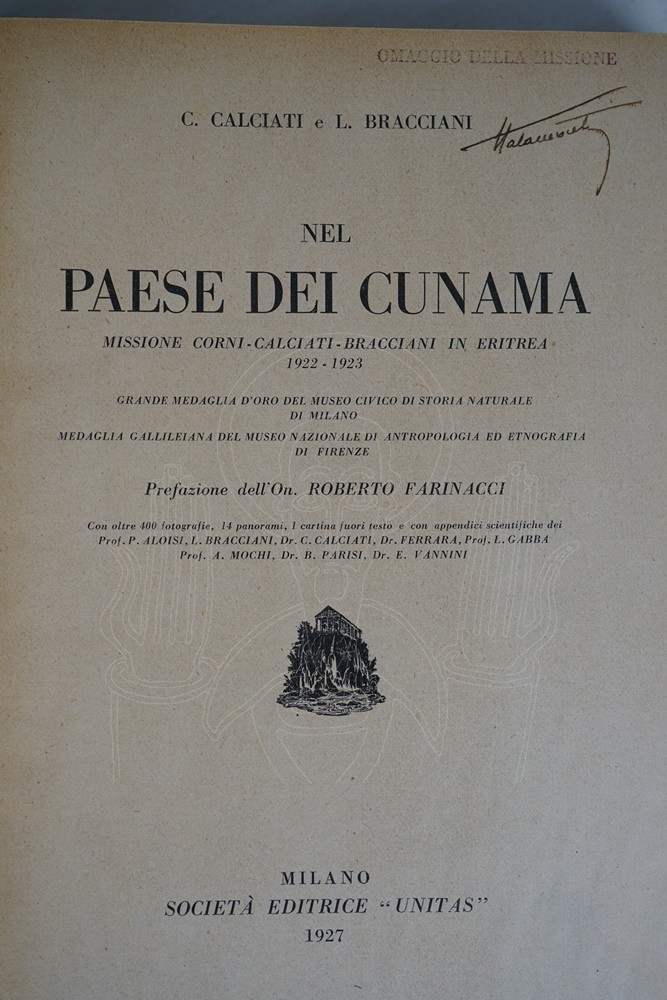 OMAGGIO DELLA MISSIONE
C. CALCIATI e L. BRACCIANI
NEL
PAESE DEI CUNAMA
MISSIONE CORNI-CALCIATI-BRACCIANI IN ERITREA
1922 - 1923
GRANDE MEDAGLIA D'ORO DEL MUSEO CIVICO DI STORIA NATURALE
DI MILANO
MEDAGLIA GALLILEIANA DEL MUSEO NAZIONALE DI ANTROPOLOGIA ED ETNOGRAFIA
DI FIRENZE
Prefazione dell'On. ROBERTO FARINACCI
Con oltre 400 fotografie, 14 panorami, 1 cartina fuori testo e con appendici scientifiche dei
Prof. P. ALOISI, L. BRACCIANI, Dr. C. CALCIATI, Dr. FERRARA, Prof. L. GABBA
Prof. A. MOCHI, Dr. B. PARISI, Dr. E. VANNINI
MILANO
SOCIETÀ EDITRICE “UNITAS”
1927